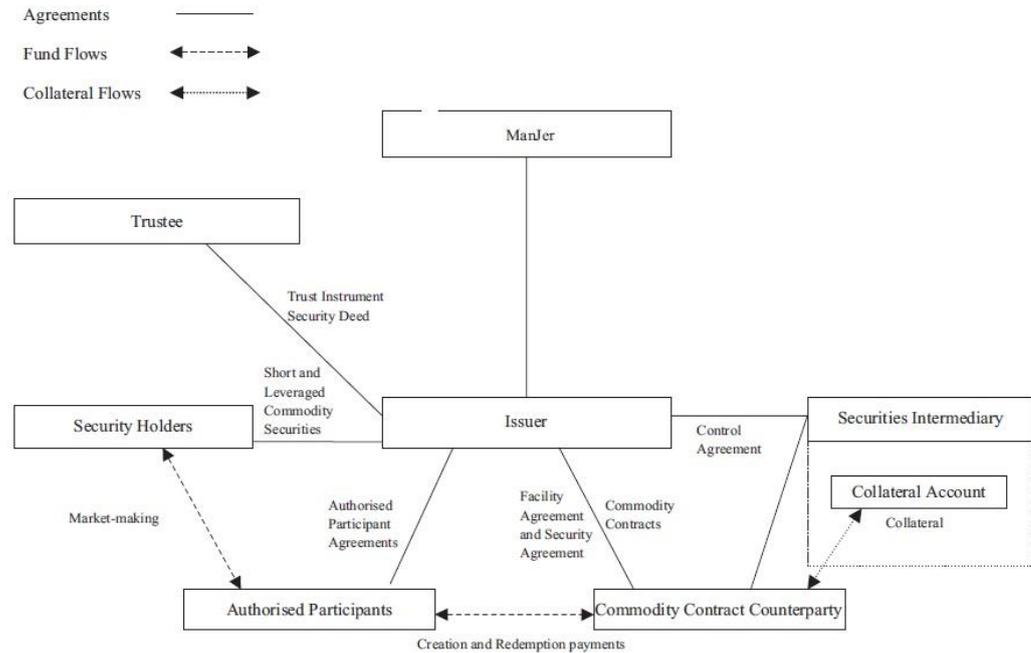 Agreements
Fund Flows
Collateral Flows
ManJer
Trustee
Trust Instrument
Security Deed
Short and
Leveraged
Commodity
Securities
Security Holders
Issuer
Securities Intermediary
Control
Agreement
Collateral Account
Collateral
Market-making
Authorised
Participant
Agreements
Facility
Agreement
and Security
Agreement
Commodity
Contracts
Authorised Participants
Commodity Contract Counterparty
Creation and Redemption payments